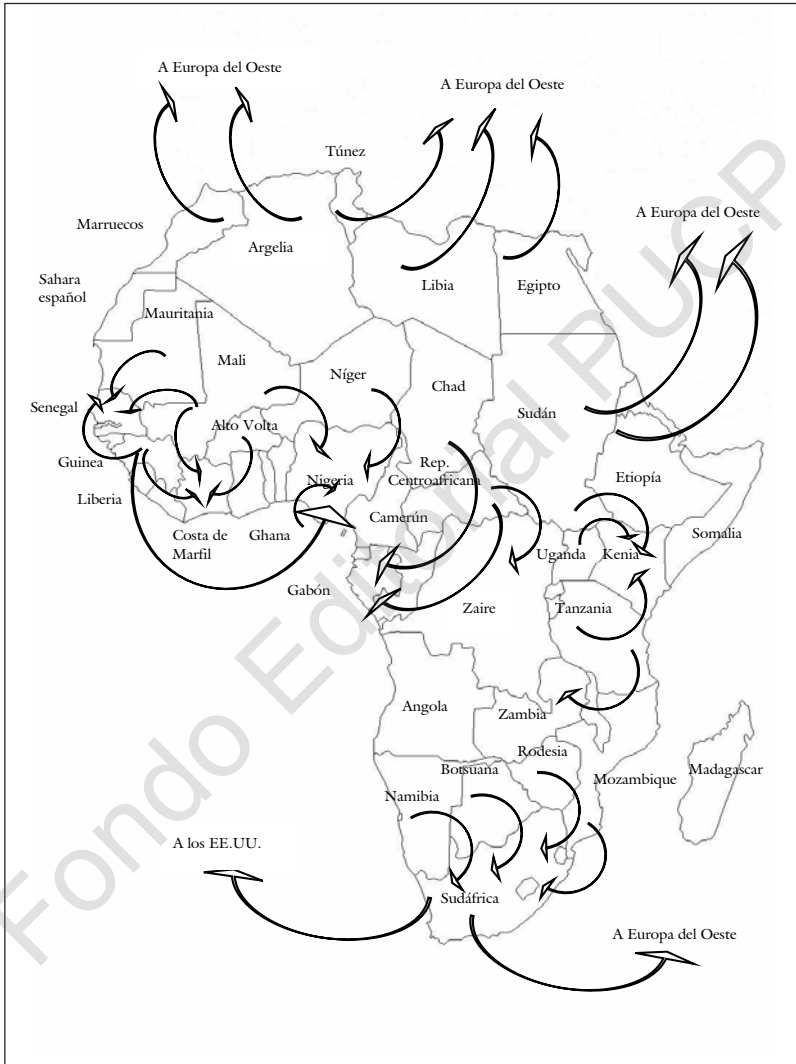 A Europa del Oeste
A Europa del Oeste
Túnez
A Europa del Oeste
Marruecos
Argelia
Sahara
español
Libia
Egipto
Mauritania
Mali
Níger
Chad
Senegal
Alto Volta
Sudán
Guinea
Nigeria
Rep.
Centroafricana
Etiopía
Liberia
Costa de
Marfil
Ghana
Camerún
Somalia
Uganda
Kenia
Gabón
Zaire
Tanzania
Angola
Zambia
Rodesia
Botsuana
Mozambique
Madagascar
Namibia
A los EE.UU.
Sudáfrica
A Europa del Oeste
Fondo Editorial PUCP